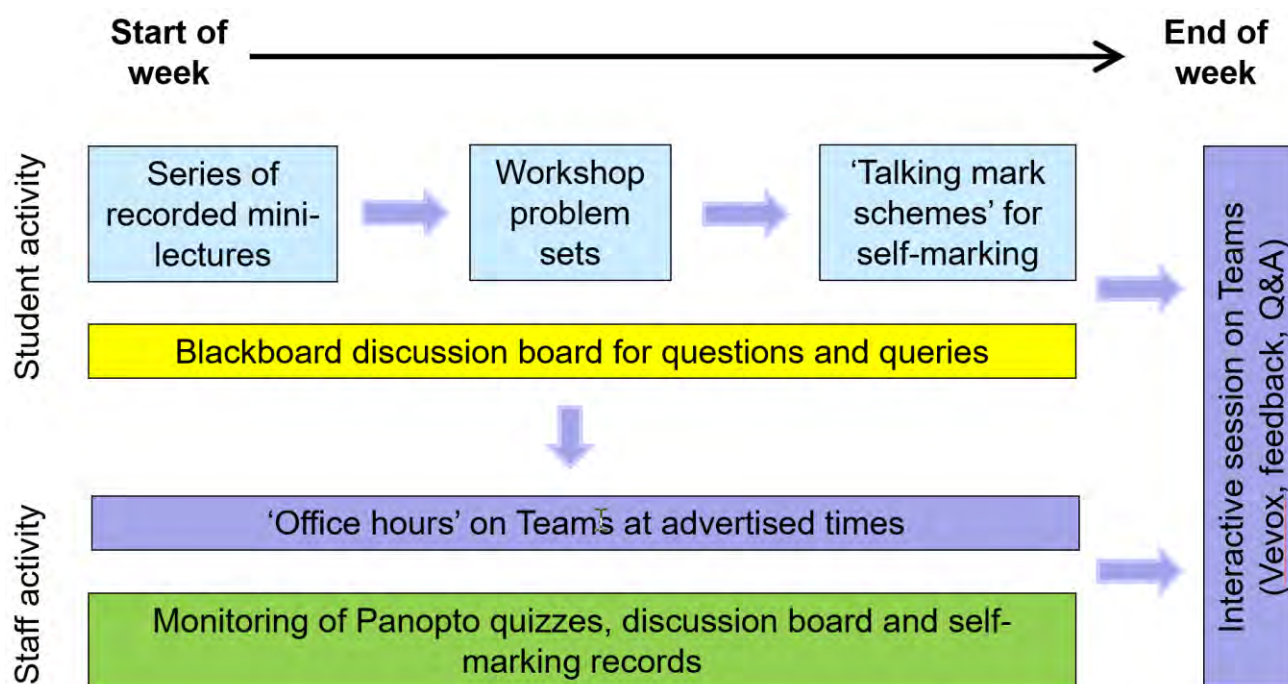 Start of
week
End of
week
Student activity
Series of
recorded mini-
lectures
Workshop
problem
sets
‘Talking mark
schemes’ for
self-marking
Blackboard discussion board for questions and queries
Staff activity
‘Office hours’ on Teams at advertised times
Monitoring of Panopto quizzes, discussion board and self-
marking records
Interactive session on Teams
(Vevox, feedback, Q&A)